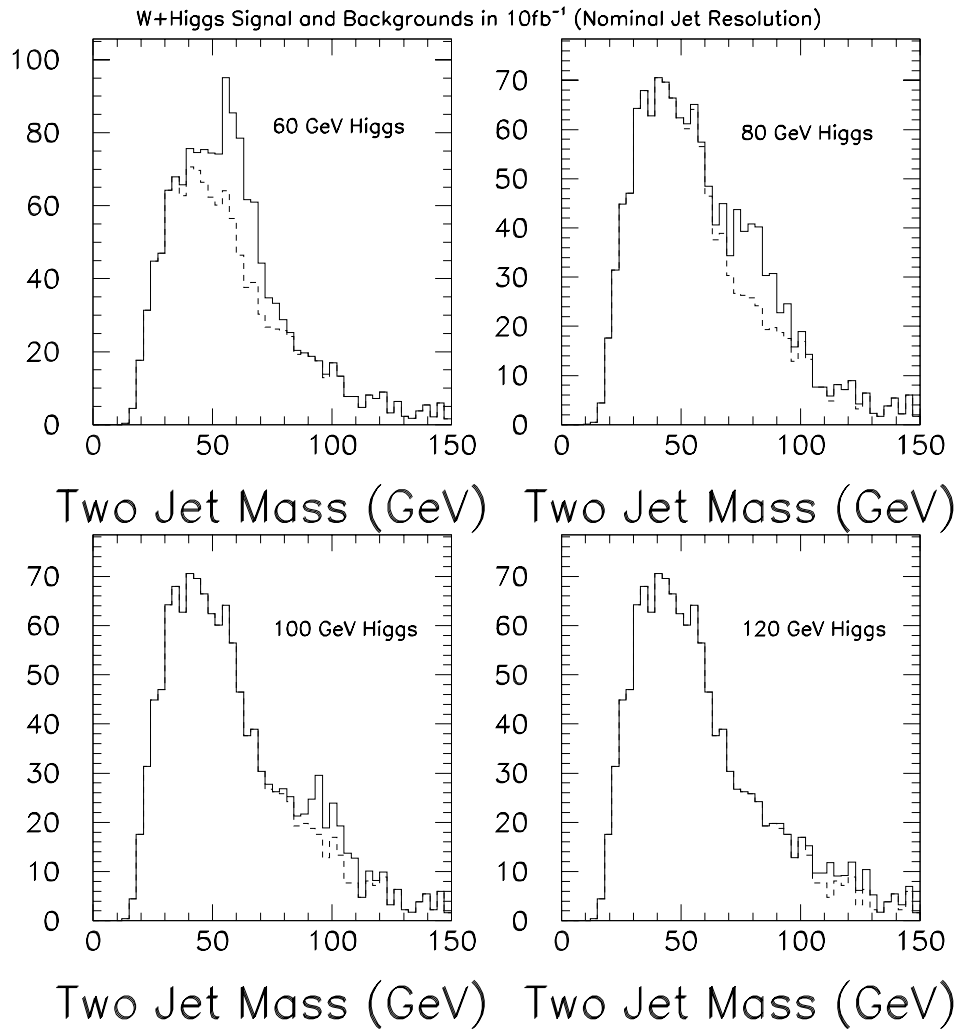 W+Higgs Signal and Backgrounds in 10fb⁻¹ (Nominal Jet Resolution)
100
80
60
40
20
0
60 GeV Higgs
0 50 100 150
Two Jet Mass (GeV)
70
60
50
40
30
20
10
0
80 GeV Higgs
0 50 100 150
Two Jet Mass (GeV)
70
60
50
40
30
20
10
0
100 GeV Higgs
0 50 100 150
Two Jet Mass (GeV)
70
60
50
40
30
20
10
0
120 GeV Higgs
0 50 100 150
Two Jet Mass (GeV)